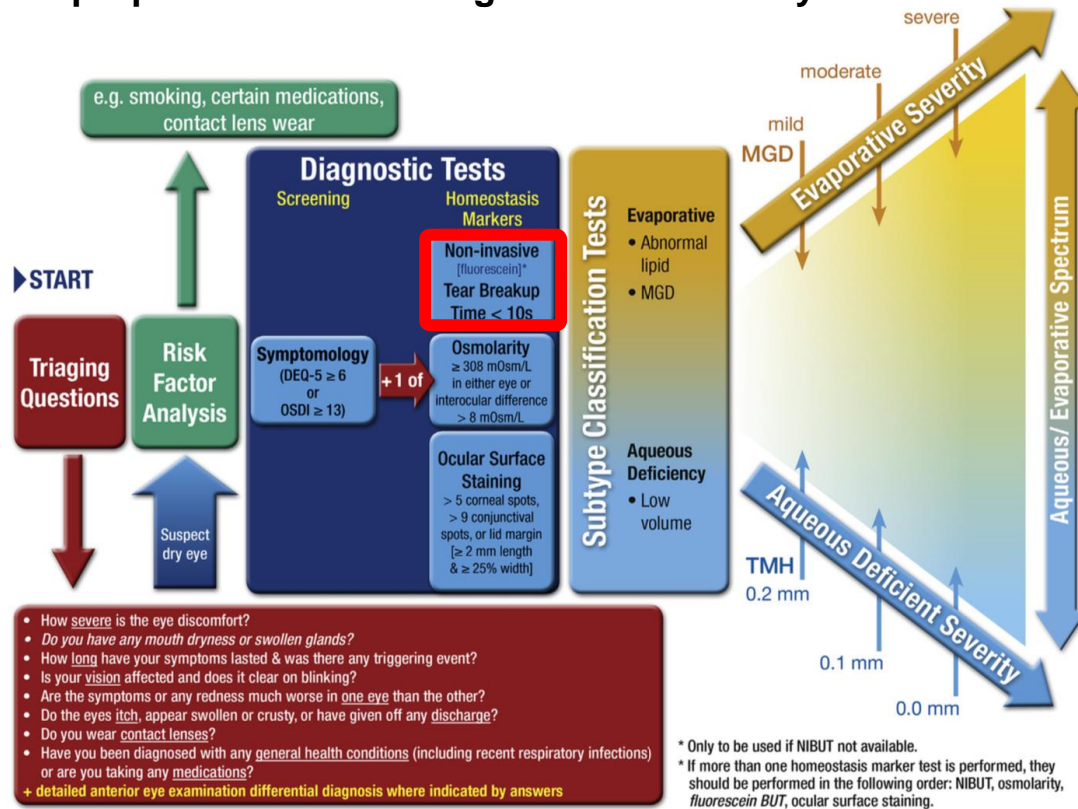 e.g. smoking, certain medications,
contact lens wear
START
Triaging
Questions
Risk
Factor
Analysis
Suspect
dry eye
Diagnostic Tests
Screening
Homeostasis
Markers
Symptomology
(DEQ-5 ≥ 6
or
OSDI ≥ 13)
+1 of
Non-invasive
[fluorescein]*
Tear Breakup
Time < 10s
Osmolarity
≥ 308 mOsm/L
in either eye or
interocular difference
> 8 mOsm/L
Ocular Surface
Staining
> 5 corneal spots,
> 9 conjunctival
spots, or lid margin
[≥ 2 mm length
& ≥ 25% width]
Subtype Classification Tests
Evaporative
• Abnormal
lipid
• MGD
Aqueous
Deficiency
• Low
volume
severe
moderate
mild
MGD
Evaporative Severity
Aqueous/ Evaporative Spectrum
Aqueous Deficient Severity
TMH
0.2 mm
0.1 mm
0.0 mm
• How severe is the eye discomfort?
• Do you have any mouth dryness or swollen glands?
• How long have your symptoms lasted & was there any triggering event?
• Is your vision affected and does it clear on blinking?
• Are the symptoms or any redness much worse in one eye than the other?
• Do the eyes itch, appear swollen or crusty, or have given off any discharge?
• Do you wear contact lenses?
• Have you been diagnosed with any general health conditions (including recent respiratory infections)
or are you taking any medications?
+ detailed anterior eye examination differential diagnosis where indicated by answers
* Only to be used if NIBUT not available.
* If more than one homeostasis marker test is performed, they
should be performed in the following order: NIBUT, osmolarity,
fluorescein BUT, ocular surface staining.